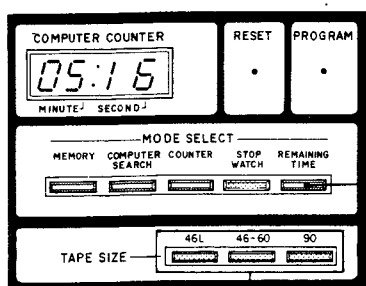 COMPUTER COUNTER
05:16
MINUTE SECOND
RESET
PROGRAM
MODE SELECT
MEMORY COMPUTER SEARCH COUNTER STOP WATCH REMAINING TIME
TAPE SIZE
46L 46-60 90